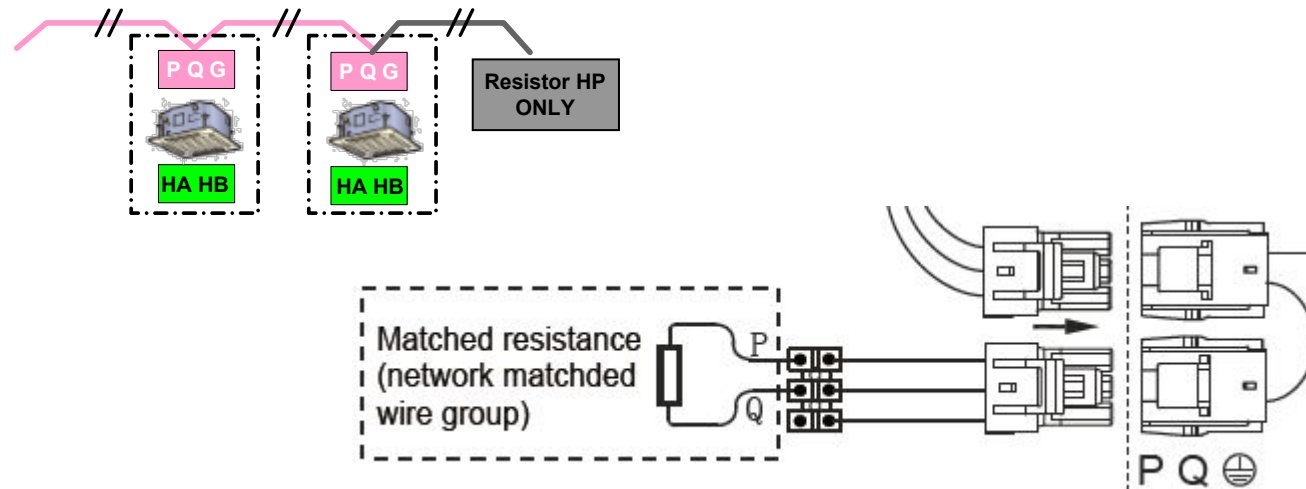 P Q G
P Q G
Resistor HP
ONLY
HA HB
HA HB
Matched resistance
(network matchded
wire group)
P
Q
P Q ⏚